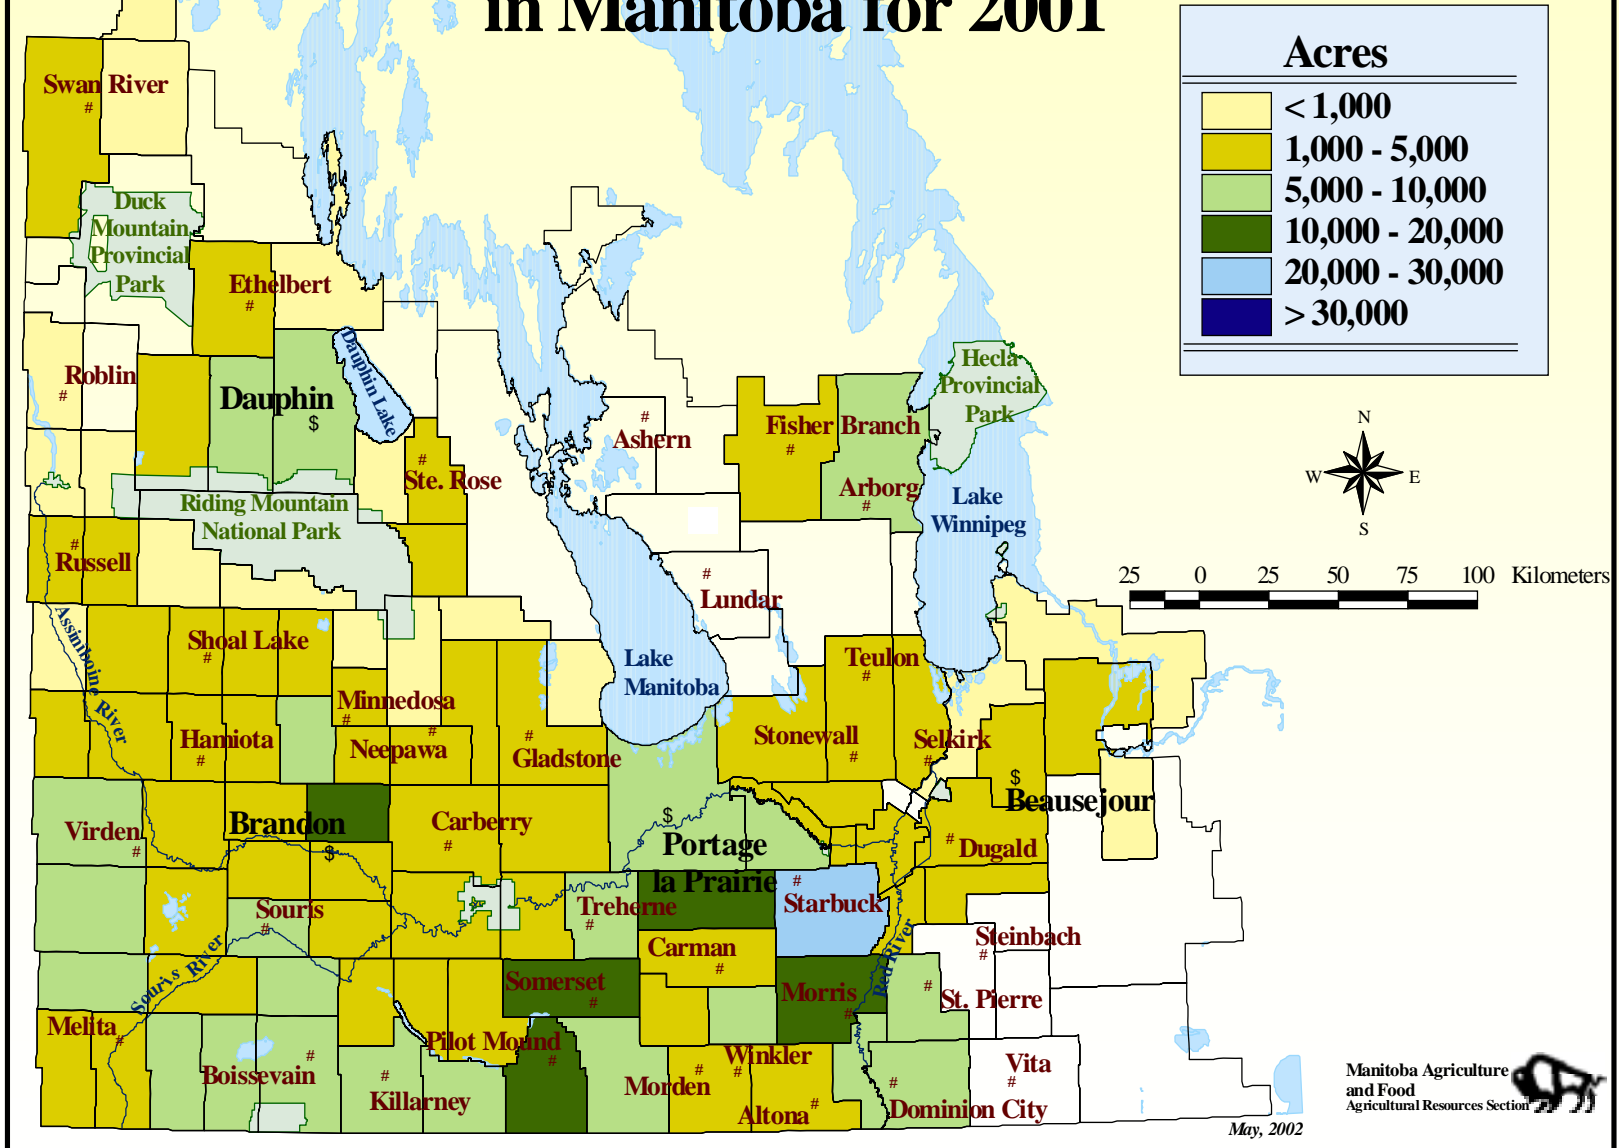 in Manitoba for 2001
Acres
< 1,000
1,000 - 5,000
5,000 - 10,000
10,000 - 20,000
20,000 - 30,000
> 30,000
Swan River
#
Duck
Mountain
Provincial
Park
Ethelbert
#
Roblin
#
Dauphin
$
Dauphin Lake
Ashern
#
Fisher Branch
#
Hecla
Provincial
Park
N
W E
S
#
Ste. Rose
Arborg
#
Riding Mountain
National Park
Lake
Winnipeg
#
Russell
25 0 25 50 75 100 Kilometers
#
Lundar
Assiniboine River
Shoal Lake
#
Lake
Manitoba
Teulon
#
Minnedosa
#
Hamiota
#
Neepawa
#
Gladstone
#
Stonewall
#
Selkirk
#
$
Beausejour
Virden
#
Brandon
$
Carberry
#
$
Portage
la Prairie
# Dugald
#
Starbuck
Souris
#
Treherne
#
Carman
#
Steinbach
#
Souris River
Red River
Somerset
#
Morris
#
#
St. Pierre
Melita
#
Pilot Mound
#
Boissevain
#
#
Killarney
Morden
#
Winkler
#
Altona
#
Vita
#
#
Dominion City
Manitoba Agriculture
and Food
Agricultural Resources Section
May, 2002